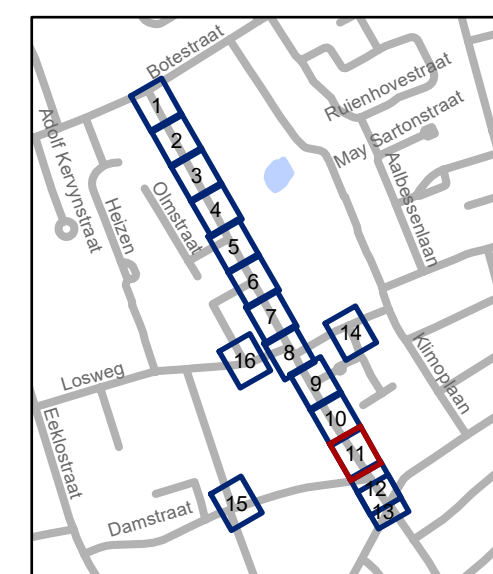 Botestraat
Ruienhovestraat
May Sartonstraat
Aalbessenlaan
Adolf Kervynstraat
Heizen
Olmstraat
1
2
3
4
5
6
7
8
14
16
9
Klimoplaan
Losweg
10
11
Eeklostraat
12
15
13
Damstraat